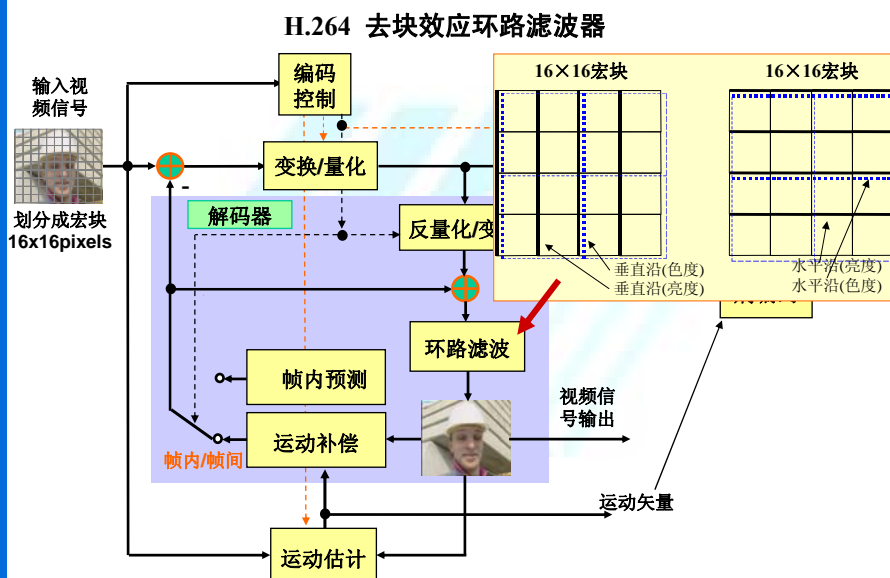 H.264 去块效应环路滤波器
输入视
频信号
编码
控制
16×16宏块
16×16宏块
变换/量化
-
划分成宏块
16x16pixels
解码器
反量化/变
垂直沿(色度)
垂直沿(亮度)
水平沿(亮度)
水平沿(色度)
环路滤波
帧内预测
视频信
号输出
运动补偿
帧内/帧间
运动矢量
运动估计